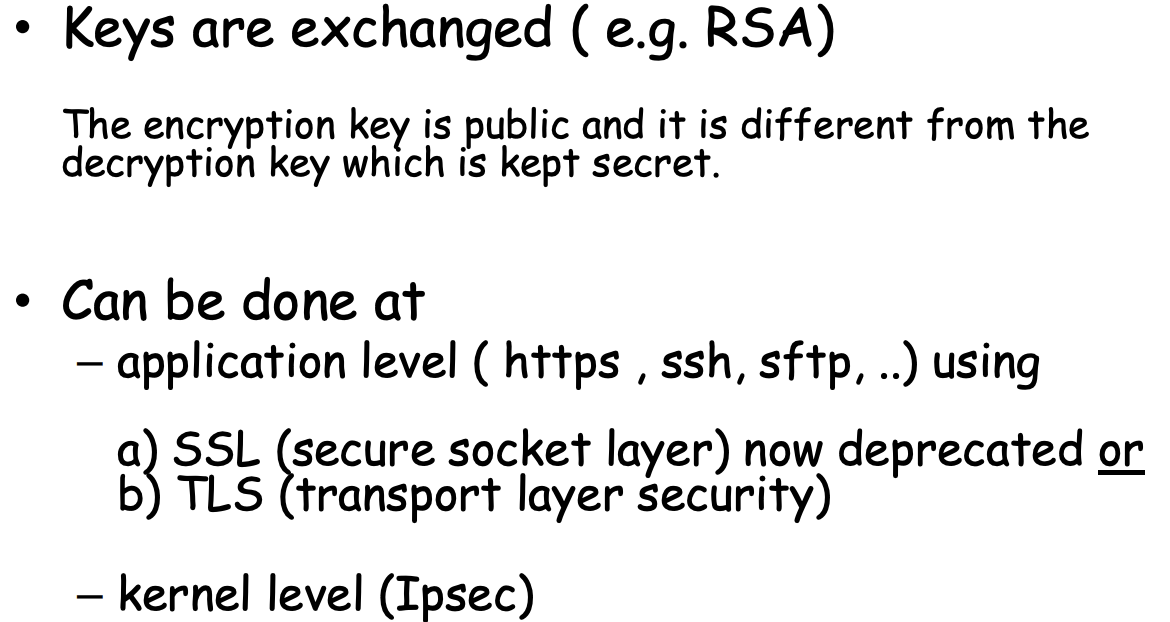 • Keys are exchanged ( e.g. RSA)
The encryption key is public and it is different from the
decryption key which is kept secret.
• Can be done at
– application level ( https , ssh, sftp, ..) using
a) SSL (secure socket layer) now deprecated or
b) TLS (transport layer security)
– kernel level (Ipsec)